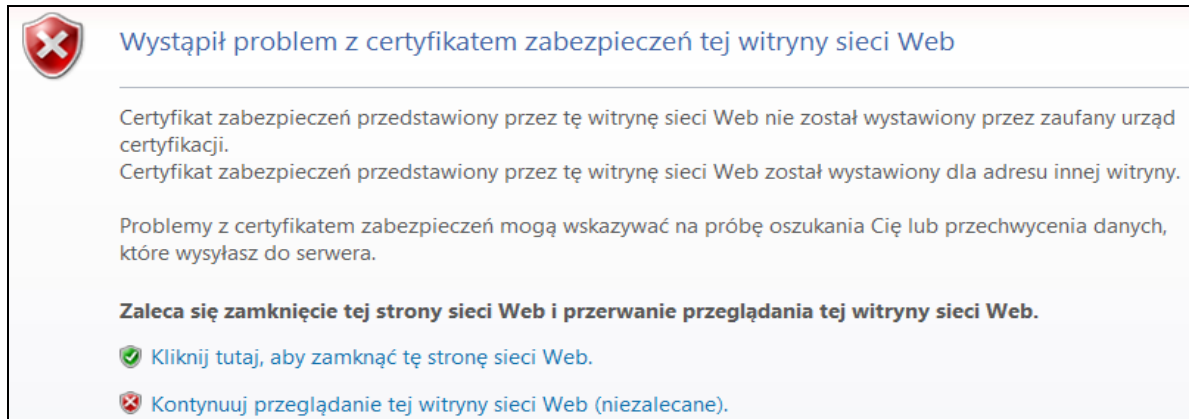 Wystąpił problem z certyfikatem zabezpieczeń tej witryny sieci Web
Certyfikat zabezpieczeń przedstawiony przez tę witrynę sieci Web nie został wystawiony przez zaufany urząd
certyfikacji.
Certyfikat zabezpieczeń przedstawiony przez tę witrynę sieci Web został wystawiony dla adresu innej witryny.
Problemy z certyfikatem zabezpieczeń mogą wskazywać na próbę oszukania Cię lub przechwycenia danych,
które wysyłasz do serwera.
Zaleca się zamknięcie tej strony sieci Web i przerwanie przeglądania tej witryny sieci Web.
Kliknij tutaj, aby zamknąć tę stronę sieci Web.
Kontynuuj przeglądanie tej witryny sieci Web (niezalecane).